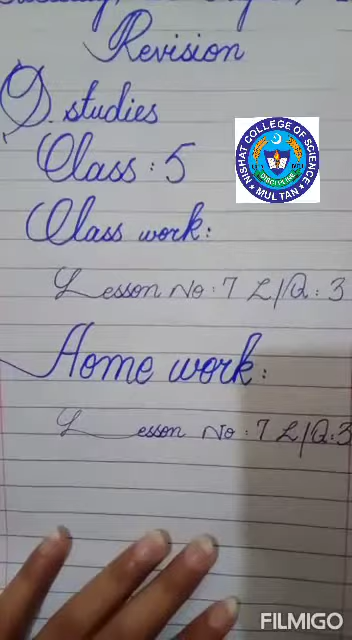 Revision
O. studies
Class : 5
NISHAT COLLEGE OF SCIENCE
DISCIPLINE
MULTAN
Class work:
Lesson No : 7 L/Q : 3
Home work:
Lesson No : 7 L/Q : 3
FILMIGO